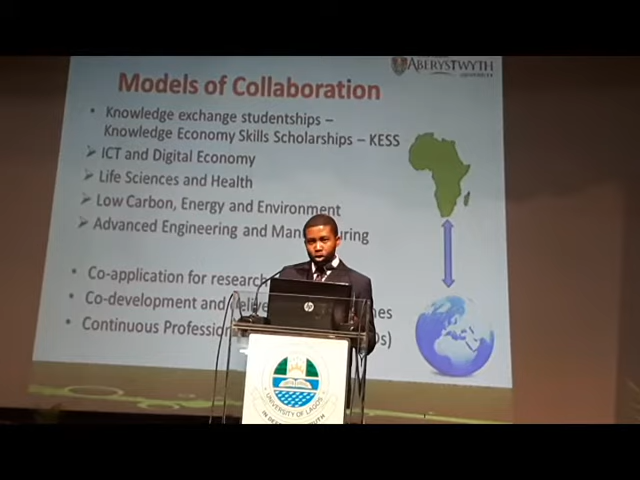 ABERYSTWYTH
Models of Collaboration
• Knowledge exchange studentships –
Knowledge Economy Skills Scholarships – KESS
➢ ICT and Digital Economy
➢ Life Sciences and Health
➢ Low Carbon, Energy and Environment
➢ Advanced Engineering and Man uring
• Co-application for research
• Co-development and
• Continuous s)
hp
UNIVERSITY OF LAGOS